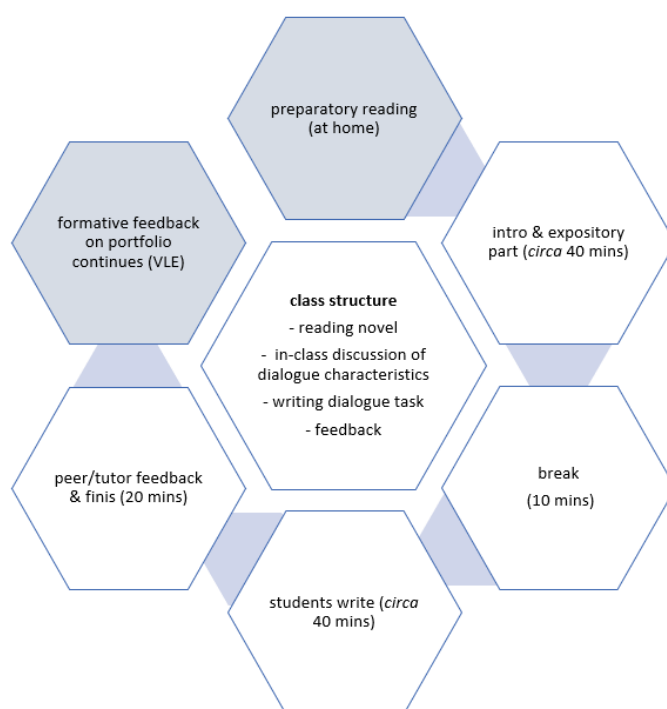 preparatory reading
(at home)
intro & expository
part (circa 40 mins)
break
(10 mins)
students write (circa
40 mins)
peer/tutor feedback
& finis (20 mins)
formative feedback
on portfolio
continues (VLE)
class structure
- reading novel
- in-class discussion of
dialogue characteristics
- writing dialogue task
- feedback